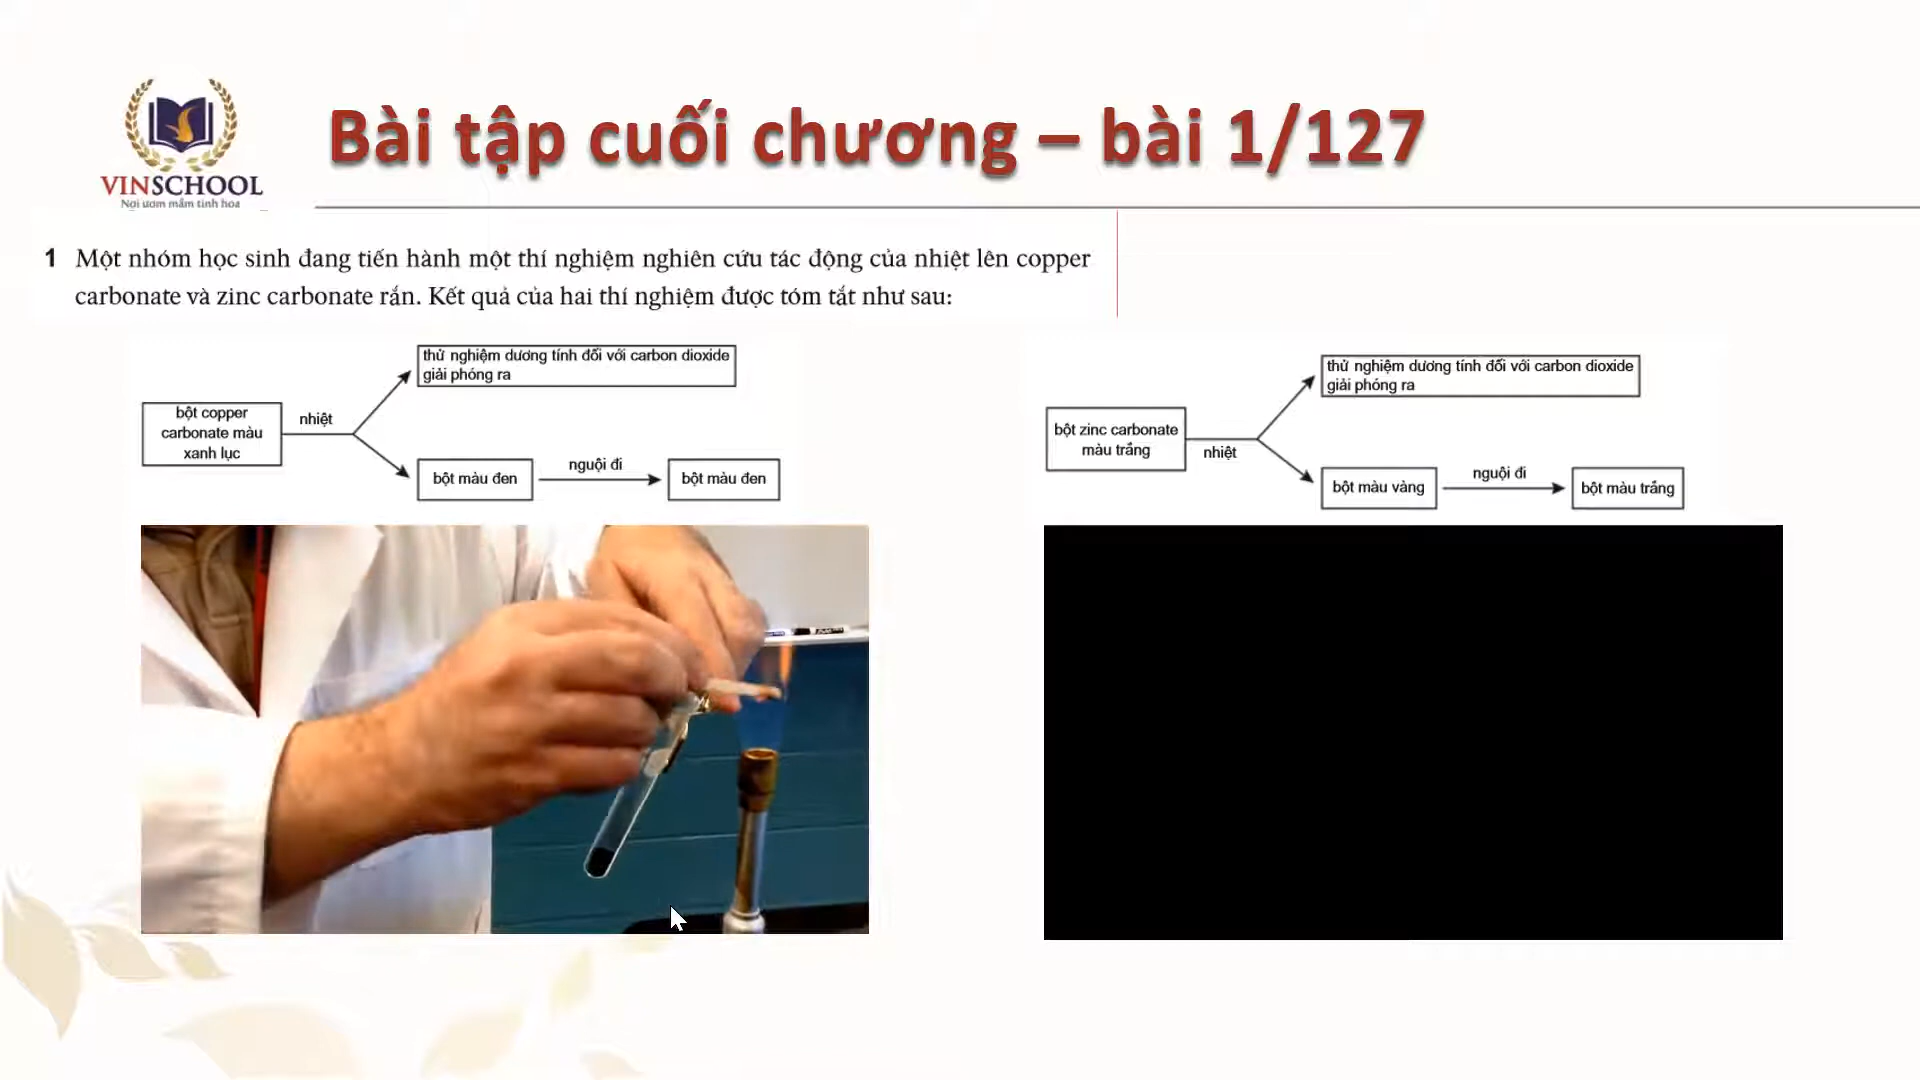 Bài tập cuối chương – bài 1/127
VINSCHOOL
Nơi ươm mầm tinh hoa
1 Một nhóm học sinh đang tiến hành một thí nghiệm nghiên cứu tác động của nhiệt lên copper
carbonate và zinc carbonate rắn. Kết quả của hai thí nghiệm được tóm tắt như sau:
thử nghiệm dương tính đối với carbon dioxide
giải phóng ra
bột copper
carbonate màu
xanh lục
nhiệt
bột màu đen
nguội đi
bột màu đen
thử nghiệm dương tính đối với carbon dioxide
giải phóng ra
bột zinc carbonate
màu trắng
nhiệt
bột màu vàng
nguội đi
bột màu trắng